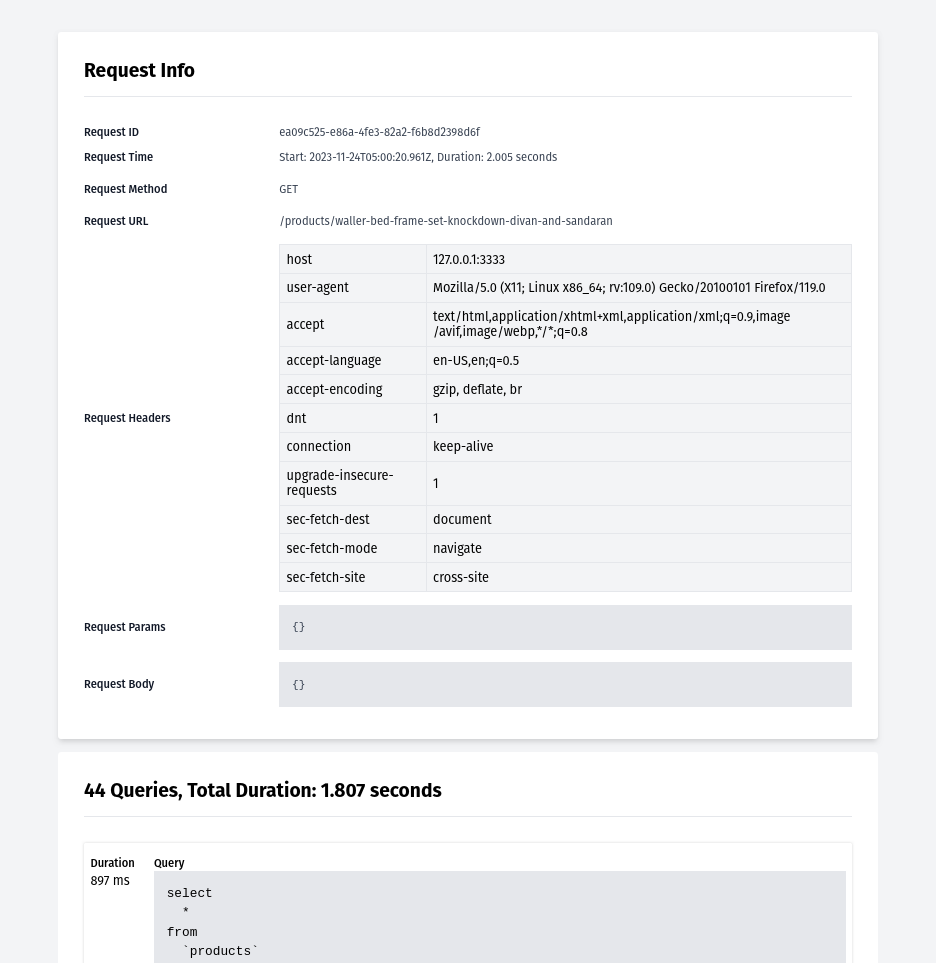 Request Info
Request ID ea09c525-e86a-4fe3-82a2-f6b8d2398d6f
Request Time Start: 2023-11-24T05:00:20.961Z, Duration: 2.005 seconds
Request Method GET
Request URL /products/waller-bed-frame-set-knockdown-divan-and-sandaran
Request Headers
host 127.0.0.1:3333
user-agent Mozilla/5.0 (X11; Linux x86_64; rv:109.0) Gecko/20100101 Firefox/119.0
accept text/html,application/xhtml+xml,application/xml;q=0.9,image
/avif,image/webp,*/*;q=0.8
accept-language en-US,en;q=0.5
accept-encoding gzip, deflate, br
dnt 1
connection keep-alive
upgrade-insecure-
requests 1
sec-fetch-dest document
sec-fetch-mode navigate
sec-fetch-site cross-site
Request Params {}
Request Body {}
44 Queries, Total Duration: 1.807 seconds
Duration Query
897 ms
select
*
from
`products`